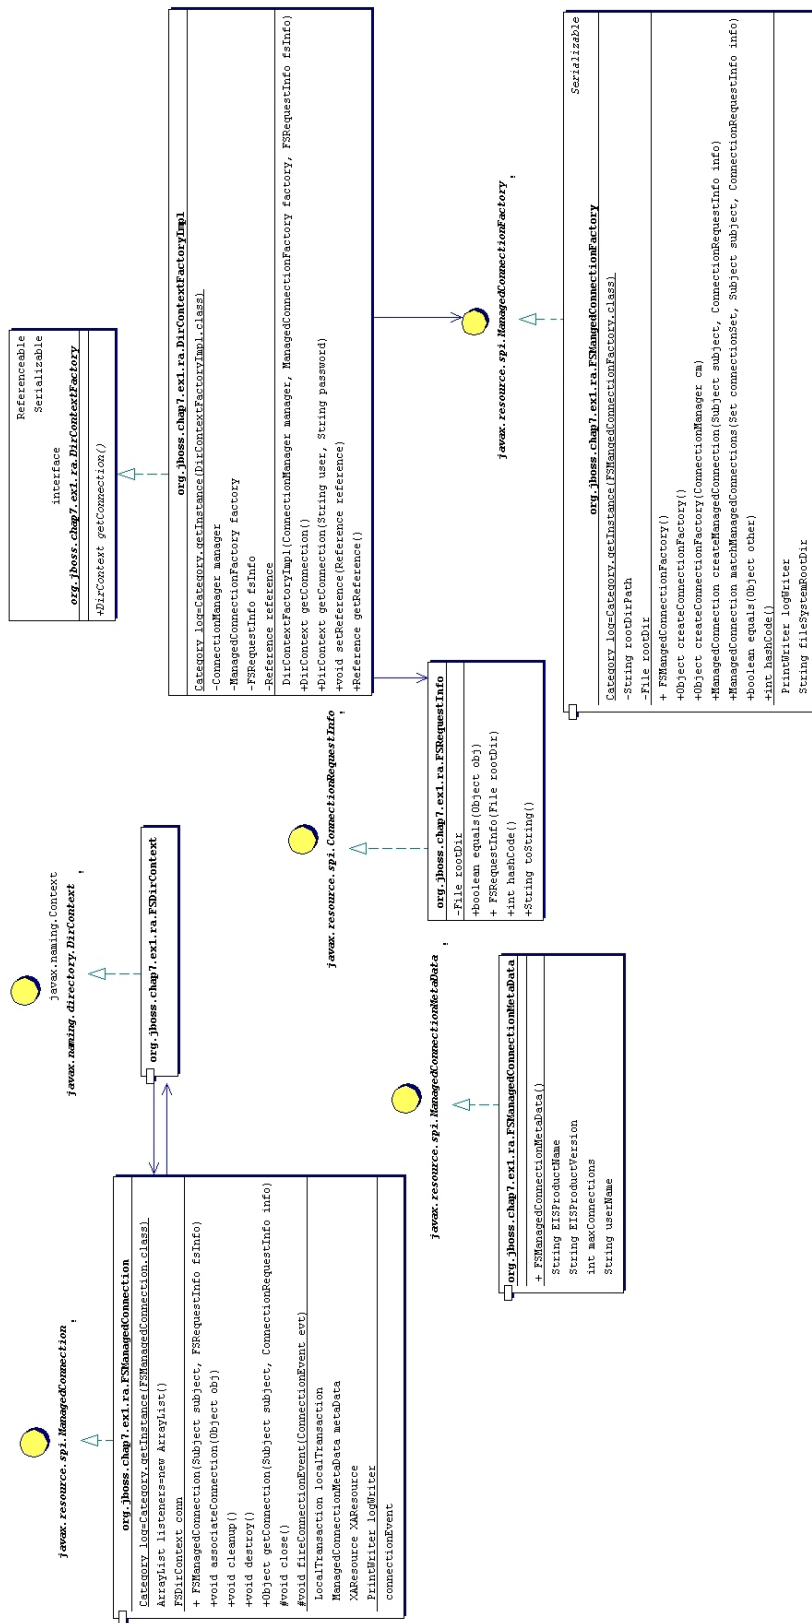 javax.resource.spi.ManagedConnection
org.jboss.chap7.ex1.ra.FSManagedConnection
Category log=Category.getInstance(FSManagedConnection.class)
ArrayList listeners=new ArrayList()
FSDirContext conn
+ FSManagedConnection(Subject subject, FSRequestInfo fsInfo)
+void associateConnection(Object obj)
+void cleanup()
+void destroy()
+Object getConnection(Subject subject, ConnectionRequestInfo info)
#void close()
#void fireConnectionEvent(ConnectionEvent evt)
LocalTransaction localTransaction
ManagedConnectionMetaData metaData
XAResource XAResource
PrintWriter logWriter
connectionEvent
javax.naming.Context
javax.naming.directory.DirContext
org.jboss.chap7.ex1.ra.FSDirContext
Referenceable
Serializable
interface
org.jboss.chap7.ex1.ra.DirContextFactory
+DirContext getConnection()
org.jboss.chap7.ex1.ra.DirContextFactoryImpl
Category log=Category.getInstance(DirContextFactoryImpl.class)
-ConnectionManager manager
-ManagedConnectionFactory factory
-FSRequestInfo fsInfo
-Reference reference
DirContextFactoryImpl(ConnectionManager manager, ManagedConnectionFactory factory, FSRequestInfo fsInfo)
+DirContext getConnection()
+DirContext getConnection(String user, String password)
+void setReference(Reference reference)
+Reference getReference()
javax.resource.spi.ManagedConnectionMetaData
org.jboss.chap7.ex1.ra.FSManagedConnectionMetaData
+ FSManagedConnectionMetaData()
String EISProductName
String EISProductVersion
int maxConnections
String userName
javax.resource.spi.ConnectionRequestInfo
org.jboss.chap7.ex1.ra.FSRequestInfo
-File rootDir
+boolean equals(Object obj)
+ FSRequestInfo(File rootDir)
+int hashCode()
+String toString()
javax.resource.spi.ManagedConnectionFactory
Serializable
org.jboss.chap7.ex1.ra.FSMangedConnectionFactory
Category log=Category.getInstance(FSMangedConnectionFactory.class)
-String rootDirPath
-File rootDir
+ FSMangedConnectionFactory()
+Object createConnectionFactory()
+Object createConnectionFactory(ConnectionManager cm)
+ManagedConnection createManagedConnection(Subject subject, ConnectionRequestInfo info)
+ManagedConnection matchManagedConnections(Set connectionSet, Subject subject, ConnectionRequestInfo info)
+boolean equals(Object other)
+int hashCode()
PrintWriter logWriter
String fileSystemRootDir